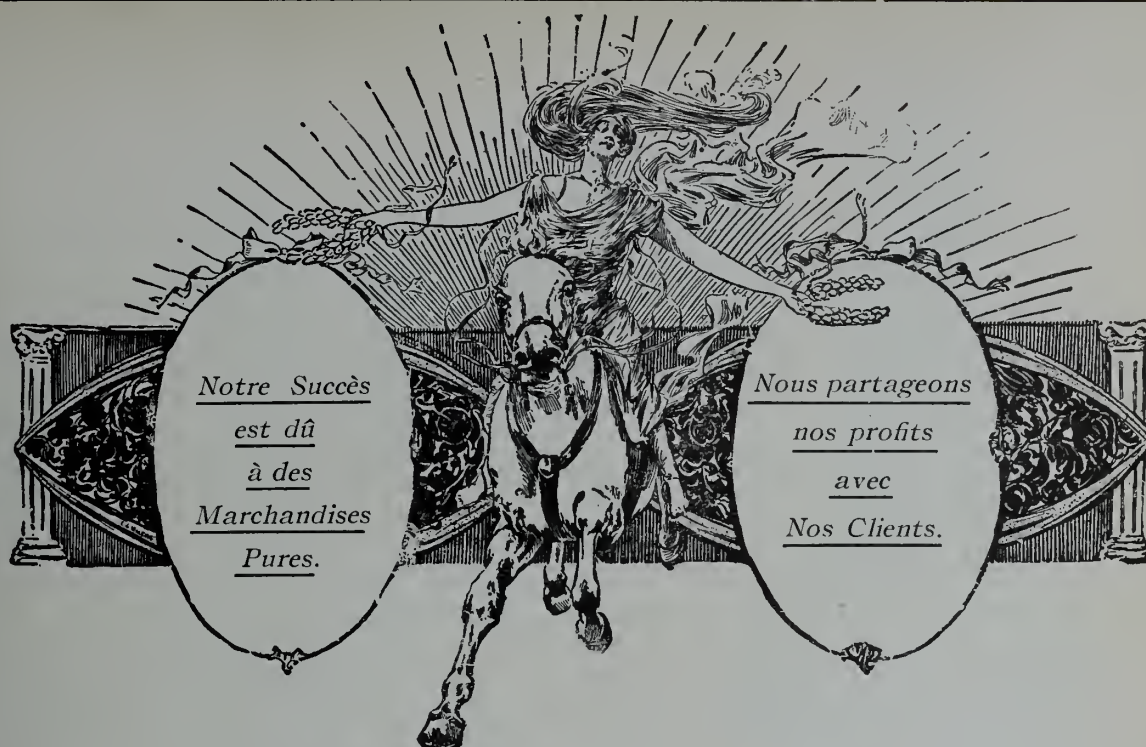 Notre Succès
est dû
à des
Marchandises
Pures.
Nous partageons
nos profits
avec
Nos Clients.